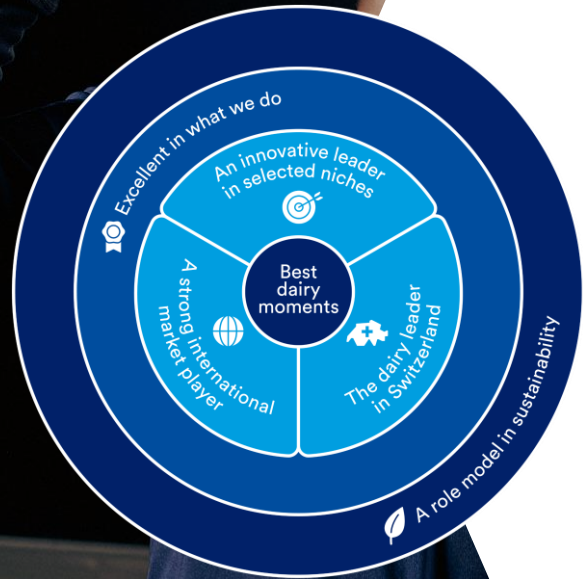 Excellent in what we do
An innovative leader
in selected niches
Best
dairy
moments
A strong international
market player
The dairy leader
in Switzerland
A role model in sustainability